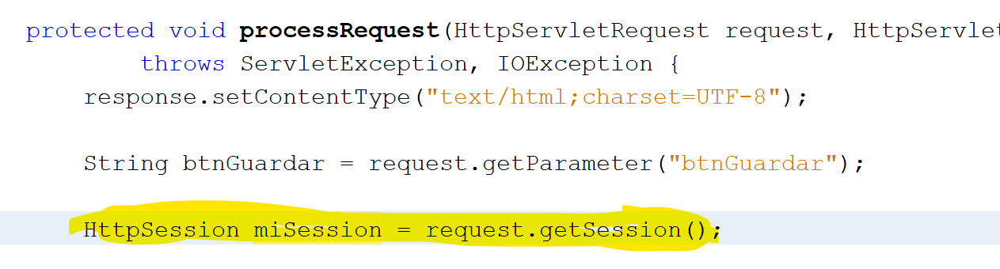 protected void processRequest(HttpServletRequest request, HttpServlet
throws ServletException, IOException {
response.setContentType("text/html;charset=UTF-8");
String btnGuardar = request.getParameter("btnGuardar");
HttpSession miSession = request.getSession();